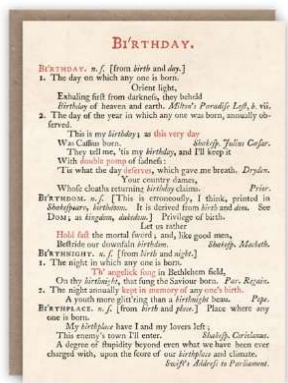 BI'RTHDAY.
BI'RTHDAY. n. ſ. [from birth and day.]
1. The day on which any one is born.
Orient light,
Exhaling firſt from darkneſs, they beheld
Birthday of heaven and earth. Milton's Paradiſe Loſt, b. vii.
2. The day of the year in which any one was born, annually ob-
ſerved.
This is my birthday; as this very day
Was Caſſius born. Shakeſp. Julius Cæſar.
They tell me, 'tis my birthday, and I'll keep it
With double pomp of ſadneſs:
'Tis what the day deſerves, which gave me breath. Dryden.
Your country dames,
Whoſe cloaths returning birthday claims. Prior.
BI'RTHDOM. n. ſ. [This is erroneouſly, I think, printed in
Shakeſpeare, birthdoom. It is derived from birth and dom. See
DOM; as kingdom, dukedom.] Privilege of birth.
Let us rather
Hold faſt the mortal ſword; and, like good men,
Beſtride our downfaln birthdom. Shakeſp. Macbeth.
BI'RTHNIGHT. n. ſ. [from birth and night.]
1. The night in which any one is born.
Th' angelick ſong in Bethlehem field,
On thy birthnight, that ſung the Saviour born. Par. Regain.
2. The night annually kept in memory of any one's birth.
A youth more glitt'ring than a birthnight beau. Pope.
BI'RTHPLACE. n. ſ. [from birth and place.] Place where any
one is born.
My birthplace have I and my lovers left;
This enemy's town I'll enter. Shakeſp. Coriolanus.
A degree of ſtupidity beyond even what we have been ever
charged with, upon the ſcore of our birthplace and climate.
Swift's Addreſs to Parliament.